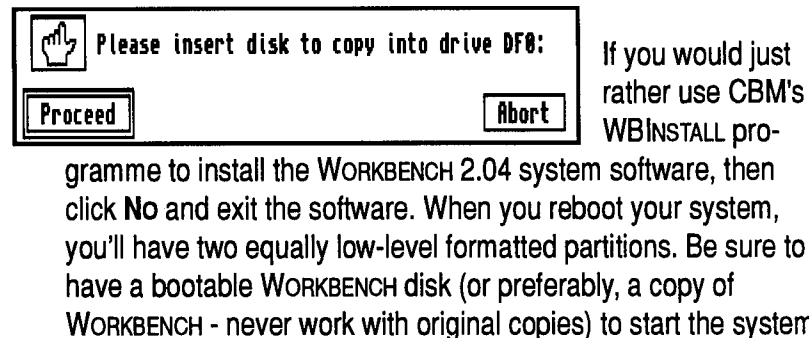 Please insert disk to copy into drive DF0:
Proceed
Abort
If you would just
rather use CBM's
WBINSTALL pro-
gramme to install the WORKBENCH 2.04 system software, then
click No and exit the software. When you reboot your system,
you'll have two equally low-level formatted partitions. Be sure to
have a bootable WORKBENCH disk (or preferably, a copy of
WORKBENCH - never work with original copies) to start the system